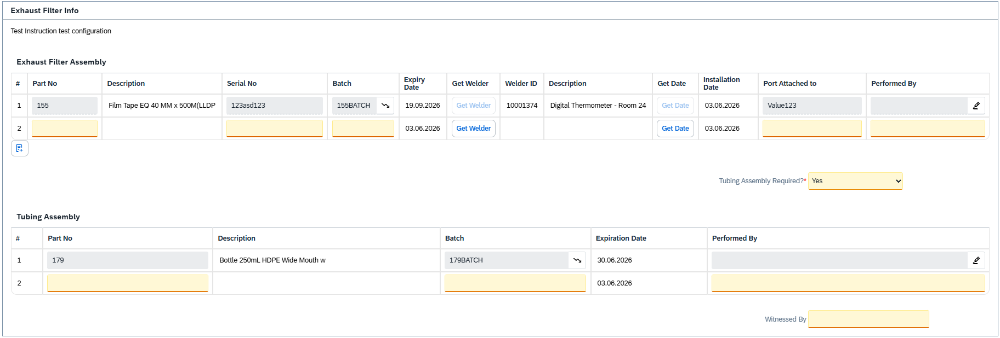 Exhaust Filter Info
Test Instruction test configuration
Exhaust Filter Assembly
# Part No Description Serial No Batch Expiry Date Get Welder Welder ID Description Get Date Installation Date Port Attached to Performed By
1 155 Film Tape EQ 40 MM x 500M(LLDP 123asd123 155BATCH 19.09.2026 Get Welder 10001374 Digital Thermometer - Room 24 Get Date 03.06.2026 Value123
2 03.06.2026 Get Welder Get Date 03.06.2026
Tubing Assembly Required?* Yes
Tubing Assembly
# Part No Description Batch Expiration Date Performed By
1 179 Bottle 250mL HDPE Wide Mouth w 179BATCH 30.06.2026
2 03.06.2026
Witnessed By